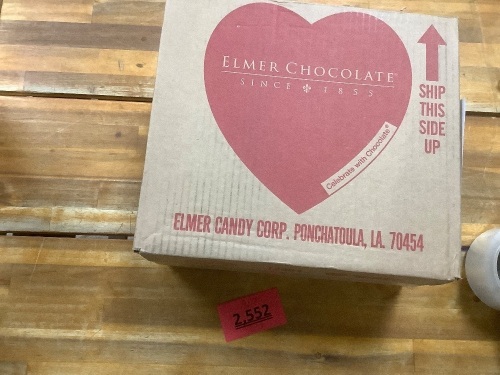 ELMER CHOCOLATE®
SINCE ⚜ 1855
Celebrate with Chocolate®
SHIP
THIS
SIDE
UP
ELMER CANDY CORP. PONCHATOULA, LA. 70454
2,552